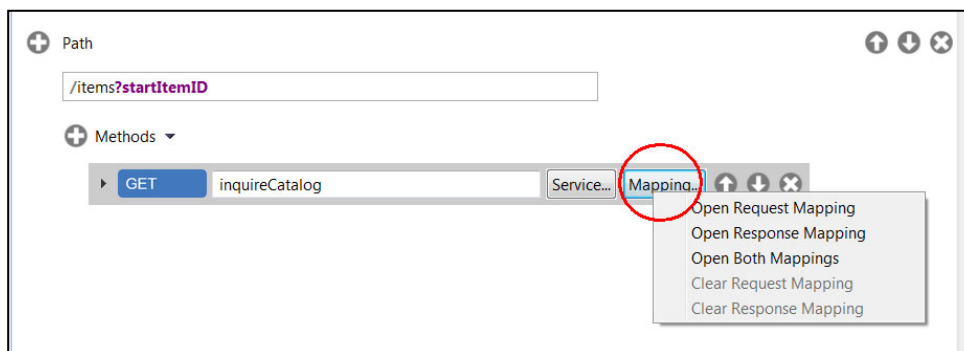 Path
/items?startItemID
Methods
GET inquireCatalog Service... Mapping...
Open Request Mapping
Open Response Mapping
Open Both Mappings
Clear Request Mapping
Clear Response Mapping